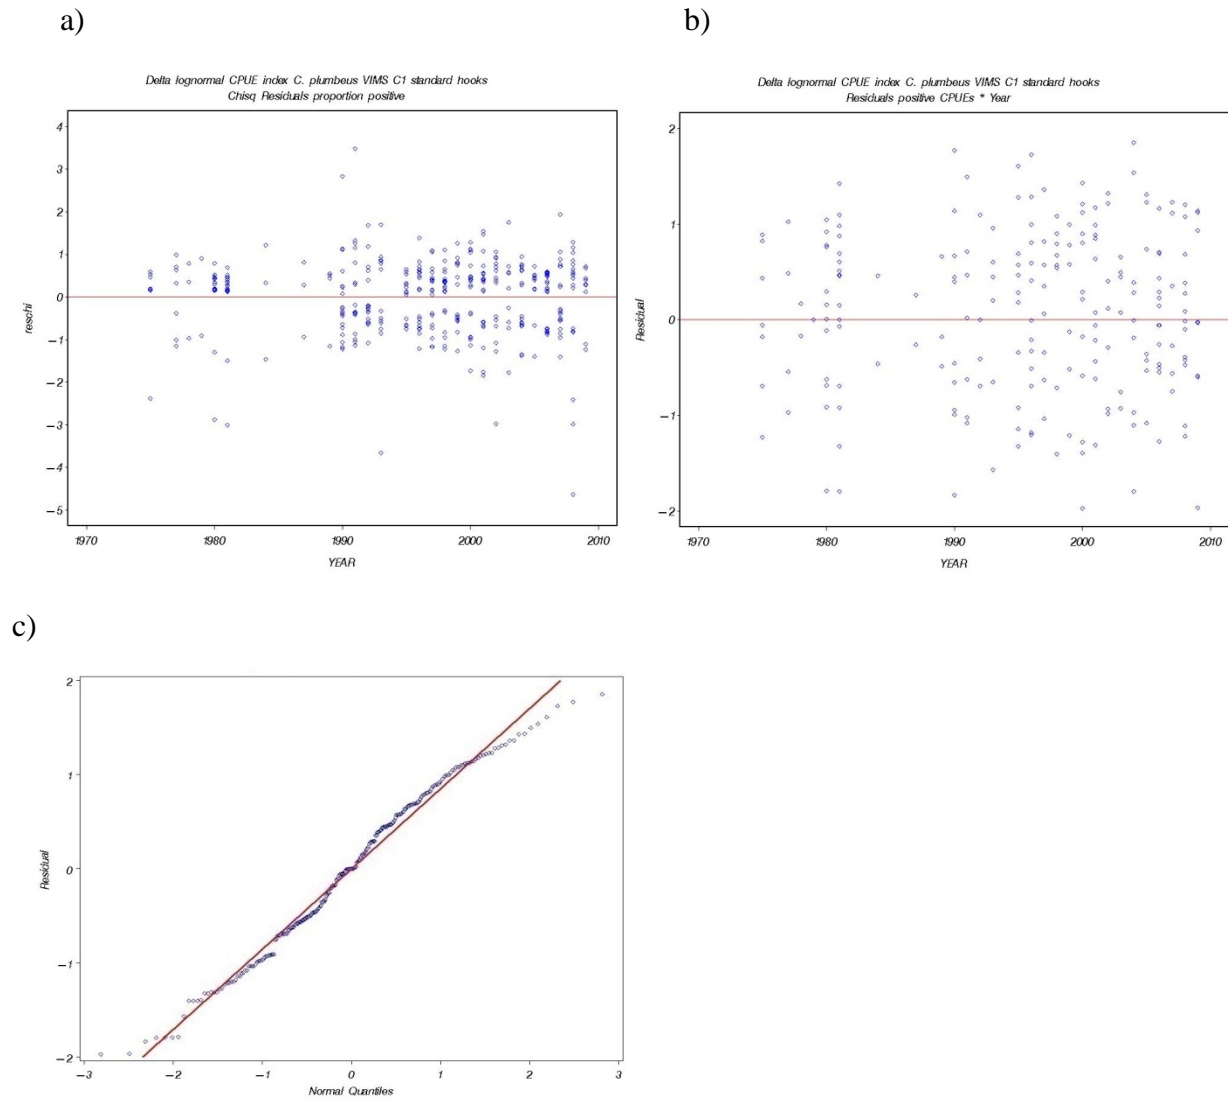 a)
Delta lognormal CPUE index C. plumbeus VIMS C1 standard hooks
Chisq Residuals proportion positive
4
3
2
1
0
−1
−2
−3
−4
−5
reschi
1970 1980 1990 2000 2010
YEAR
b)
Delta lognormal CPUE index C. plumbeus VIMS C1 standard hooks
Residuals positive CPUEs * Year
2
1
0
−1
−2
Residual
1970 1980 1990 2000 2010
YEAR
c)
2
1
0
−1
−2
Residual
−3 −2 −1 0 1 2 3
Normal Quantiles